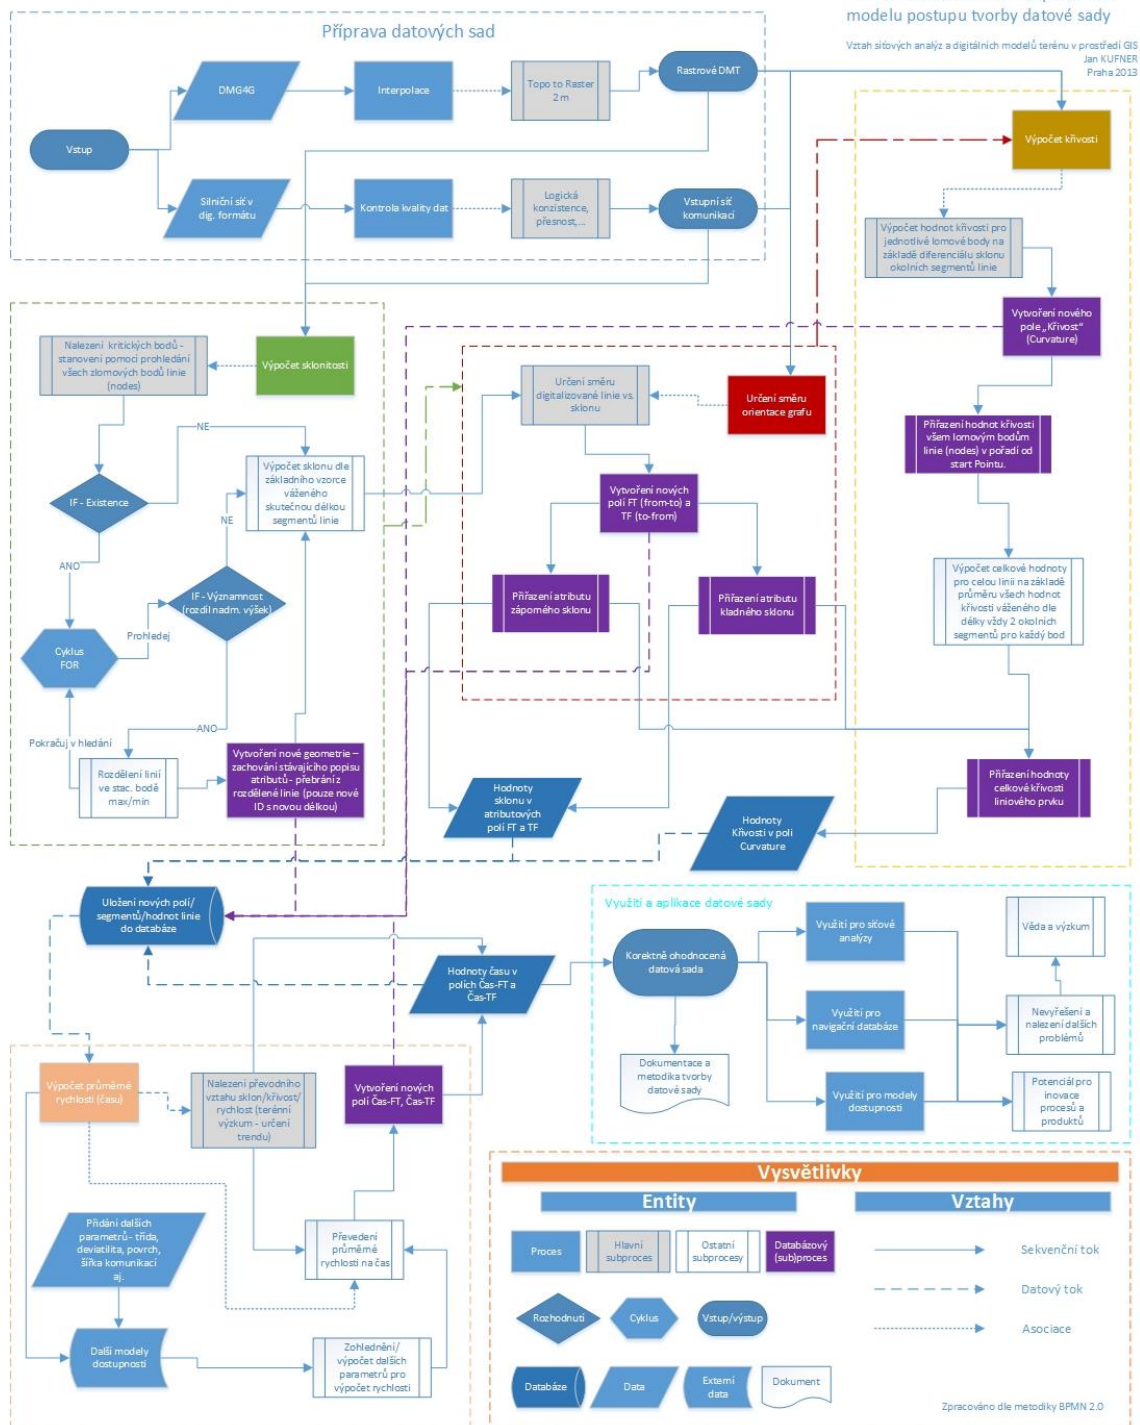 modelu postupu tvorby datové sady
Vztah síťových analýz a digitálních modelů terénu v prostředí GIS
Jan KUFNER
Praha 2013
Příprava datových sad
DMG4G
Interpolace
Topo to Raster
2 m
Rastrové DMT
Vstup
Silniční síť v
dig. formátu
Kontrola kvality dat
Logická
konzistence,
přesnost,...
Vstupní síť
komunikací
Výpočet křivosti
Výpočet hodnot křivosti pro
jednotlivé lomové body na
základě diferenciálu sklonu
okolních segmentů linie
Vytvoření nového
pole „Křivost“
(Curvature)
Přiřazení hodnot křivosti
všem lomovým bodům
linie (nodes) v pořadí od
start Pointu.
Výpočet celkové hodnoty
pro celou linii na základě
průměru všech hodnot
křivosti váženého dle
délky vždy 2 okolních
segmentů pro každý bod
Přiřazení hodnoty
celkové křivosti
liniového prvku
Nalezení kritických bodů -
stanovení pomocí prohledání
všech zlomových bodů linie
(nodes)
Výpočet sklonitosti
NE
IF - Existence
Výpočet sklonu dle
základního vzorce
váženého
skutečnou délkou
segmentů linie
NE
ANO
IF - Významnost
(rozdíl nadm. výšek)
Prohledej
Cyklus
FOR
ANO
Pokračuj v hledání
Rozdělení linií
ve stac. bodě
max/min
Vytvoření nové geometrie –
zachování stávajícího popisu
atributů - přebrání z
rozdělené linie (pouze nové
ID s novou délkou)
Určení směru
digitalizované linie vs.
sklonu
Určení směru
orientace grafu
Vytvoření nových
polí FT (from-to) a
TF (to-from)
Přiřazení atributu
záporného sklonu
Přiřazení atributu
kladného sklonu
Hodnoty
sklonu v
atributových
polí FT a TF
Hodnoty
Křivosti v poli
Curvature
Uložení nových polí/
segmentů/hodnot linie
do databáze
Hodnoty času v
polích Čas-FT a
Čas-TF
Využití a aplikace datové sady
Korektně ohodnocená
datová sada
Využití pro síťové
analýzy
Věda a výzkum
Využití pro
navigační databáze
Nevyřešení a
nalezení dalších
problémů
Dokumentace a
metodika tvorby
datové sady
Využití pro modely
dostupnosti
Potenciál pro
inovace procesů a
produktů
Výpočet průměrné
rychlosti (času)
Nalezení převodního
vztahu sklon/křivost/
rychlost (terénní
výzkum - určení
trendu)
Vytvoření nových
polí Čas-FT, Čas-TF
Přidání dalších
parametrů - třída,
deviatilita, povrch,
šířka komunikací
aj.
Převedení
průměrné
rychlosti na čas
Další modely
dostupností
Zohlednění/
výpočet dalších
parametrů pro
výpočet rychlosti
Vysvětlivky
Entity
Vztahy
Proces
Hlavní
subproces
Ostatní
subprocesy
Databázový
(sub)proces
Sekvenční tok
Datový tok
Rozhodnutí
Cyklus
Vstup/výstup
Asociace
Databáze
Data
Externí
data
Dokument
Zpracováno dle metodiky BPMN 2.0